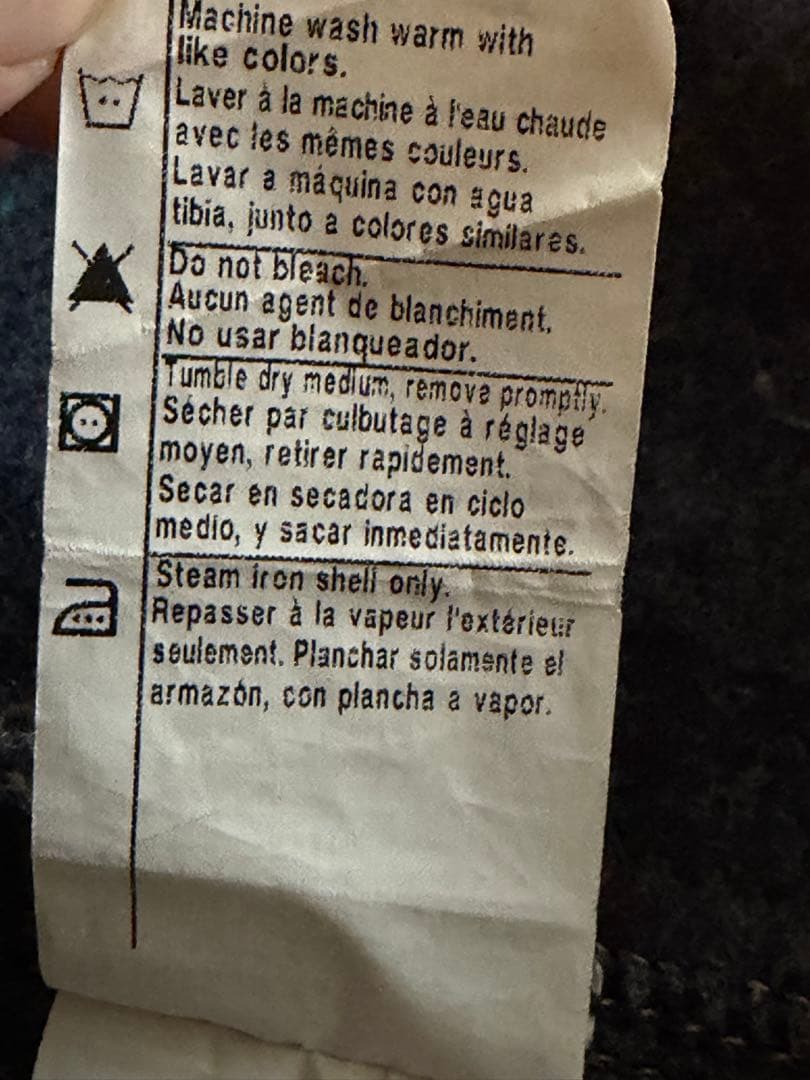 Machine wash warm with
like colors.
Laver à la machine à l'eau chaude
avec les mêmes couleurs.
Lavar a máquina con agua
tibia, junto a colores similares.
Do not bleach.
Aucun agent de blanchiment.
No usar blanqueador.
Tumble dry medium, remove promptly.
Sécher par culbutage à réglage
moyen, retirer rapidement.
Secar en secadora en ciclo
medio, y sacar inmediatamente.
Steam iron shell only.
Repasser à la vapeur l'extérieur
seulement. Planchar solamente el
armazón, con plancha a vapor.